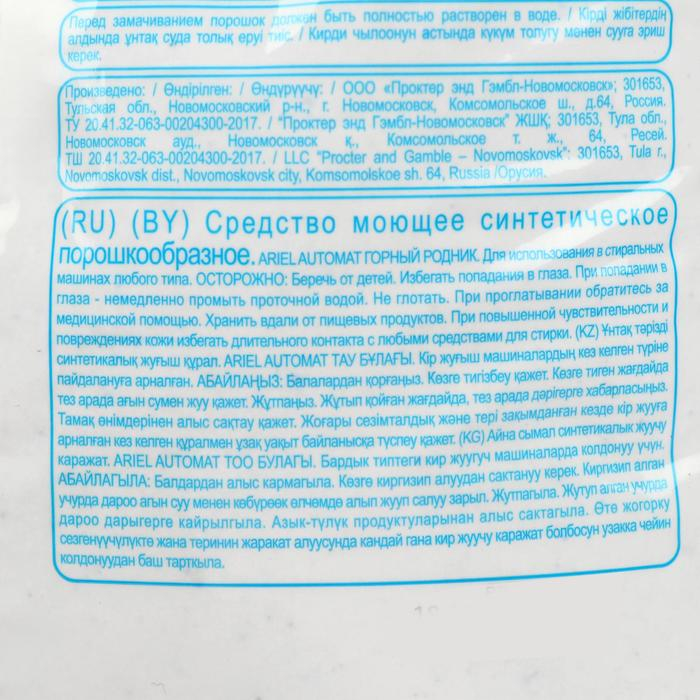 Перед замачиванием порошок должен быть полностью растворен в воде. / Кірді жібітердің
алдында ұнтақ суда толық еруі тиіс. / Кирди чылоонун астында күкүм толугу менен сууга эриш
керек.
Произведено: / Өндірілген: / Өндүрүүчү: / ООО «Проктер энд Гэмбл-Новомосковск»; 301653,
Тульская обл., Новомосковский р-н., г. Новомосковск, Комсомольское ш., д.64, Россия.
ТУ 20.41.32-063-00204300-2017. / "Проктер энд Гэмбл-Новомосковск" ЖШҚ; 301653, Тула обл.,
Новомосковск ауд., Новомосковск қ., Комсомольское т. ж., 64, Ресей.
ТШ 20.41.32-063-00204300-2017. / LLC "Procter and Gamble – Novomoskovsk"; 301653, Tula r.,
Novomoskovsk dist., Novomoskovsk city, Komsomolskoe sh. 64, Russia /Орусия.
(RU) (BY) Средство моющее синтетическое
порошкообразное. ARIEL AUTOMAT ГОРНЫЙ РОДНИК. Для использования в стиральных
машинах любого типа. ОСТОРОЖНО: Беречь от детей. Избегать попадания в глаза. При попадании в
глаза - немедленно промыть проточной водой. Не глотать. При проглатывании обратитесь за
медицинской помощью. Хранить вдали от пищевых продуктов. При повышенной чувствительности и
повреждениях кожи избегать длительного контакта с любыми средствами для стирки. (KZ) Ұнтақ тәрізді
синтетикалық жуғыш құрал. ARIEL AUTOMAT ТАУ БҰЛАҒЫ. Кір жуғыш машиналардың кез келген түріне
пайдалануға арналған. АБАЙЛАҢЫЗ: Балалардан қорғаңыз. Көзге тигізбеу қажет. Көзге тиген жағдайда
тез арада ағын сумен жуу қажет. Жұтпаңыз. Жұтып қойған жағдайда, тез арада дәрігерге хабарласыңыз.
Тамақ өнімдерінен алыс сақтау қажет. Жоғары сезімталдық және тері зақымданған кезде кір жууға
арналған кез келген құралмен ұзақ уақыт байланысқа түспеу қажет. (KG) Айна сымал синтетикалык жуучу
каражат. ARIEL AUTOMAT ТОО БУЛАГЫ. Бардык типтеги кир жуугуч машиналарда колдонуу үчүн.
АБАЙЛАГЫЛА: Балдардан алыс кармагыла. Көзгө киргизип алуудан сактануу керек. Киргизип алган
учурда дароо агын суу менен көбүрөөк өлчөмдө алып жууп салуу зарыл. Жутпагыла. Жутуп алган учурда
дароо дарыгерге кайрылгыла. Азык-түлүк продуктуларынан алыс сактагыла. Өтө жогорку
сезгенүүчүлүктө жана теринин жаракат алуусунда кандай гана кир жуучу каражат болбосун узакка чейин
колдонуудан баш тарткыла.